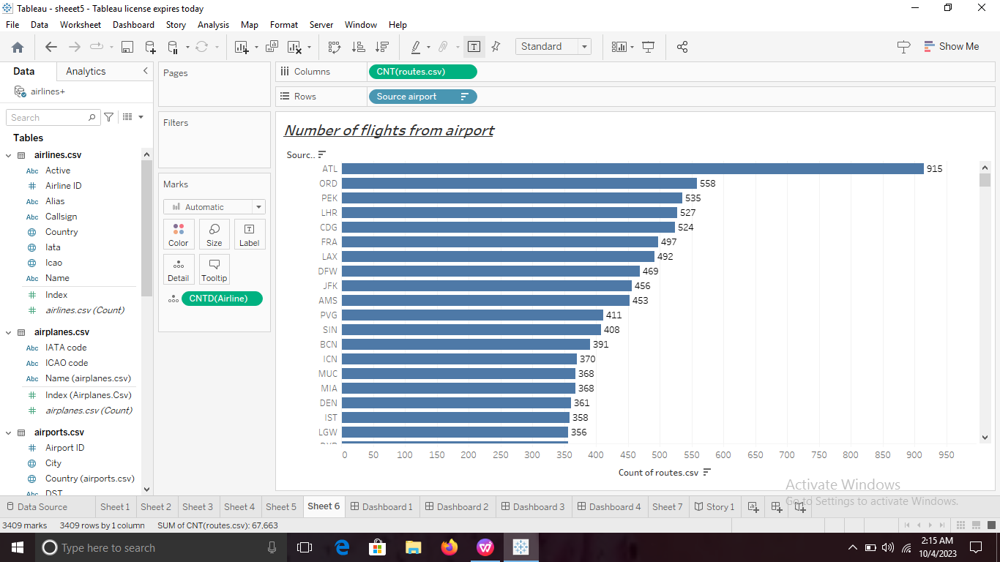 Tableau - sheeet5 - Tableau license expires today
File Data Worksheet Dashboard Story Analysis Map Format Server Window Help
Standard
Show Me
Data Analytics
airlines+
Search
Tables
airlines.csv
Abc Active
Airline ID
Abc Alias
Abc Callsign
Country
Iata
Icao
Abc Name
Index
airlines.csv (Count)
airplanes.csv
Abc IATA code
Abc ICAO code
Abc Name (airplanes.csv)
Index (Airplanes.Csv)
airplanes.csv (Count)
airports.csv
Airport ID
City
Country (airports.csv)
Abc DST
Pages
Filters
Marks
Automatic
Color Size Label
Detail Tooltip
CNTD(Airline)
Columns CNT(routes.csv)
Rows Source airport
Number of flights from airport
Sourc..
ATL 915
ORD 558
PEK 535
LHR 527
CDG 524
FRA 497
LAX 492
DFW 469
JFK 456
AMS 453
PVG 411
SIN 408
BCN 391
ICN 370
MUC 368
MIA 368
DEN 361
IST 358
LGW 356
0 50 100 150 200 250 300 350 400 450 500 550 600 650 700 750 800 850 900 950
Count of routes.csv
Activate Windows
Go to Settings to activate Windows.
Data Source Sheet 1 Sheet 2 Sheet 3 Sheet 4 Sheet 5 Sheet 6 Dashboard 1 Dashboard 2 Dashboard 3 Dashboard 4 Sheet 7 Story 1
3409 marks 3409 rows by 1 column SUM of CNT(routes.csv): 67,663
Type here to search
2:15 AM
10/4/2023